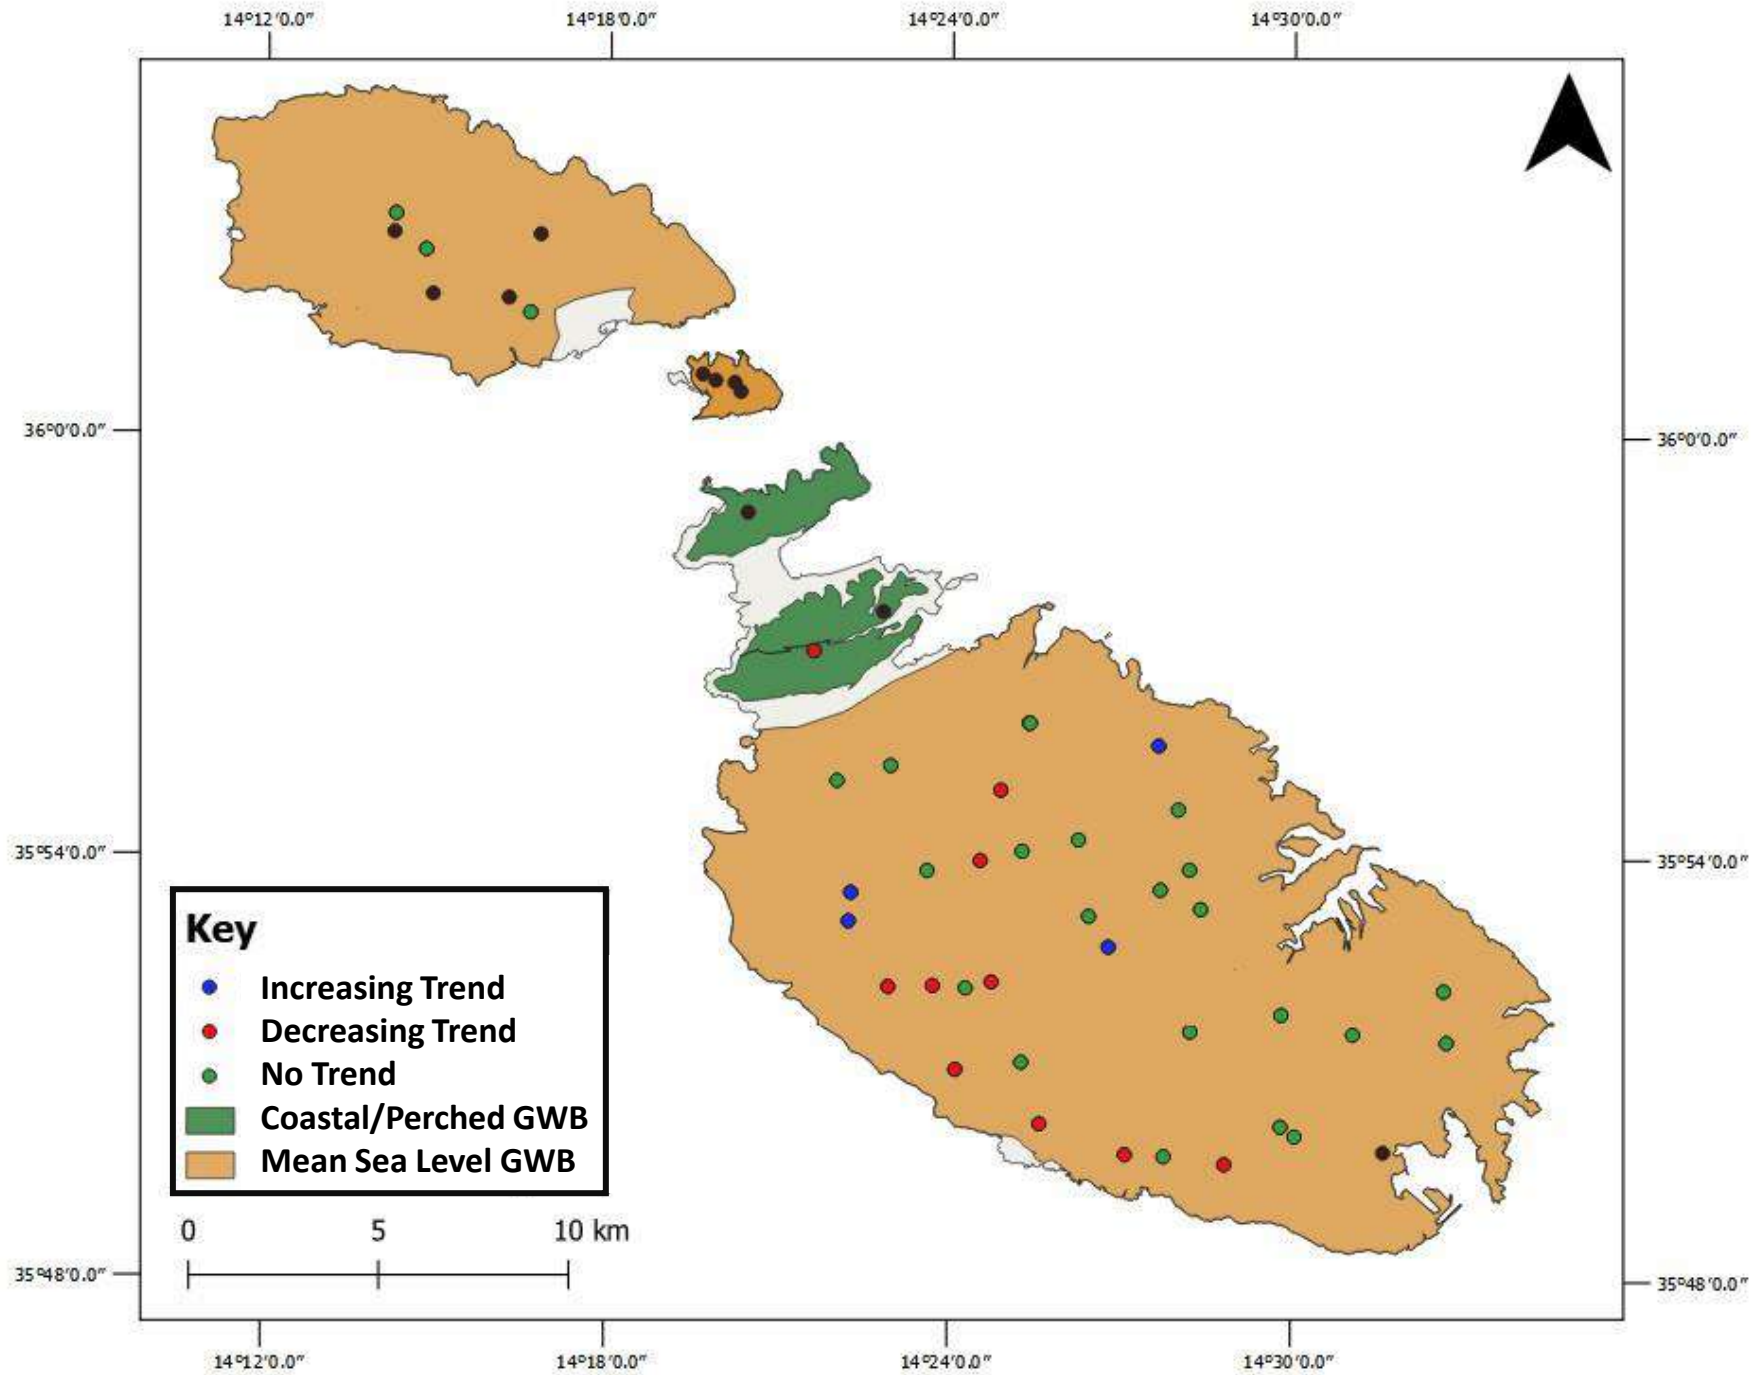 14°12'0.0" 14°18'0.0" 14°24'0.0" 14°30'0.0"
36°0'0.0" 36°0'0.0"
35°54'0.0" 35°54'0.0"
Key
Increasing Trend
Decreasing Trend
No Trend
Coastal/Perched GWB
Mean Sea Level GWB
0 5 10 km
35°48'0.0" 35°48'0.0"
14°12'0.0" 14°18'0.0" 14°24'0.0" 14°30'0.0"